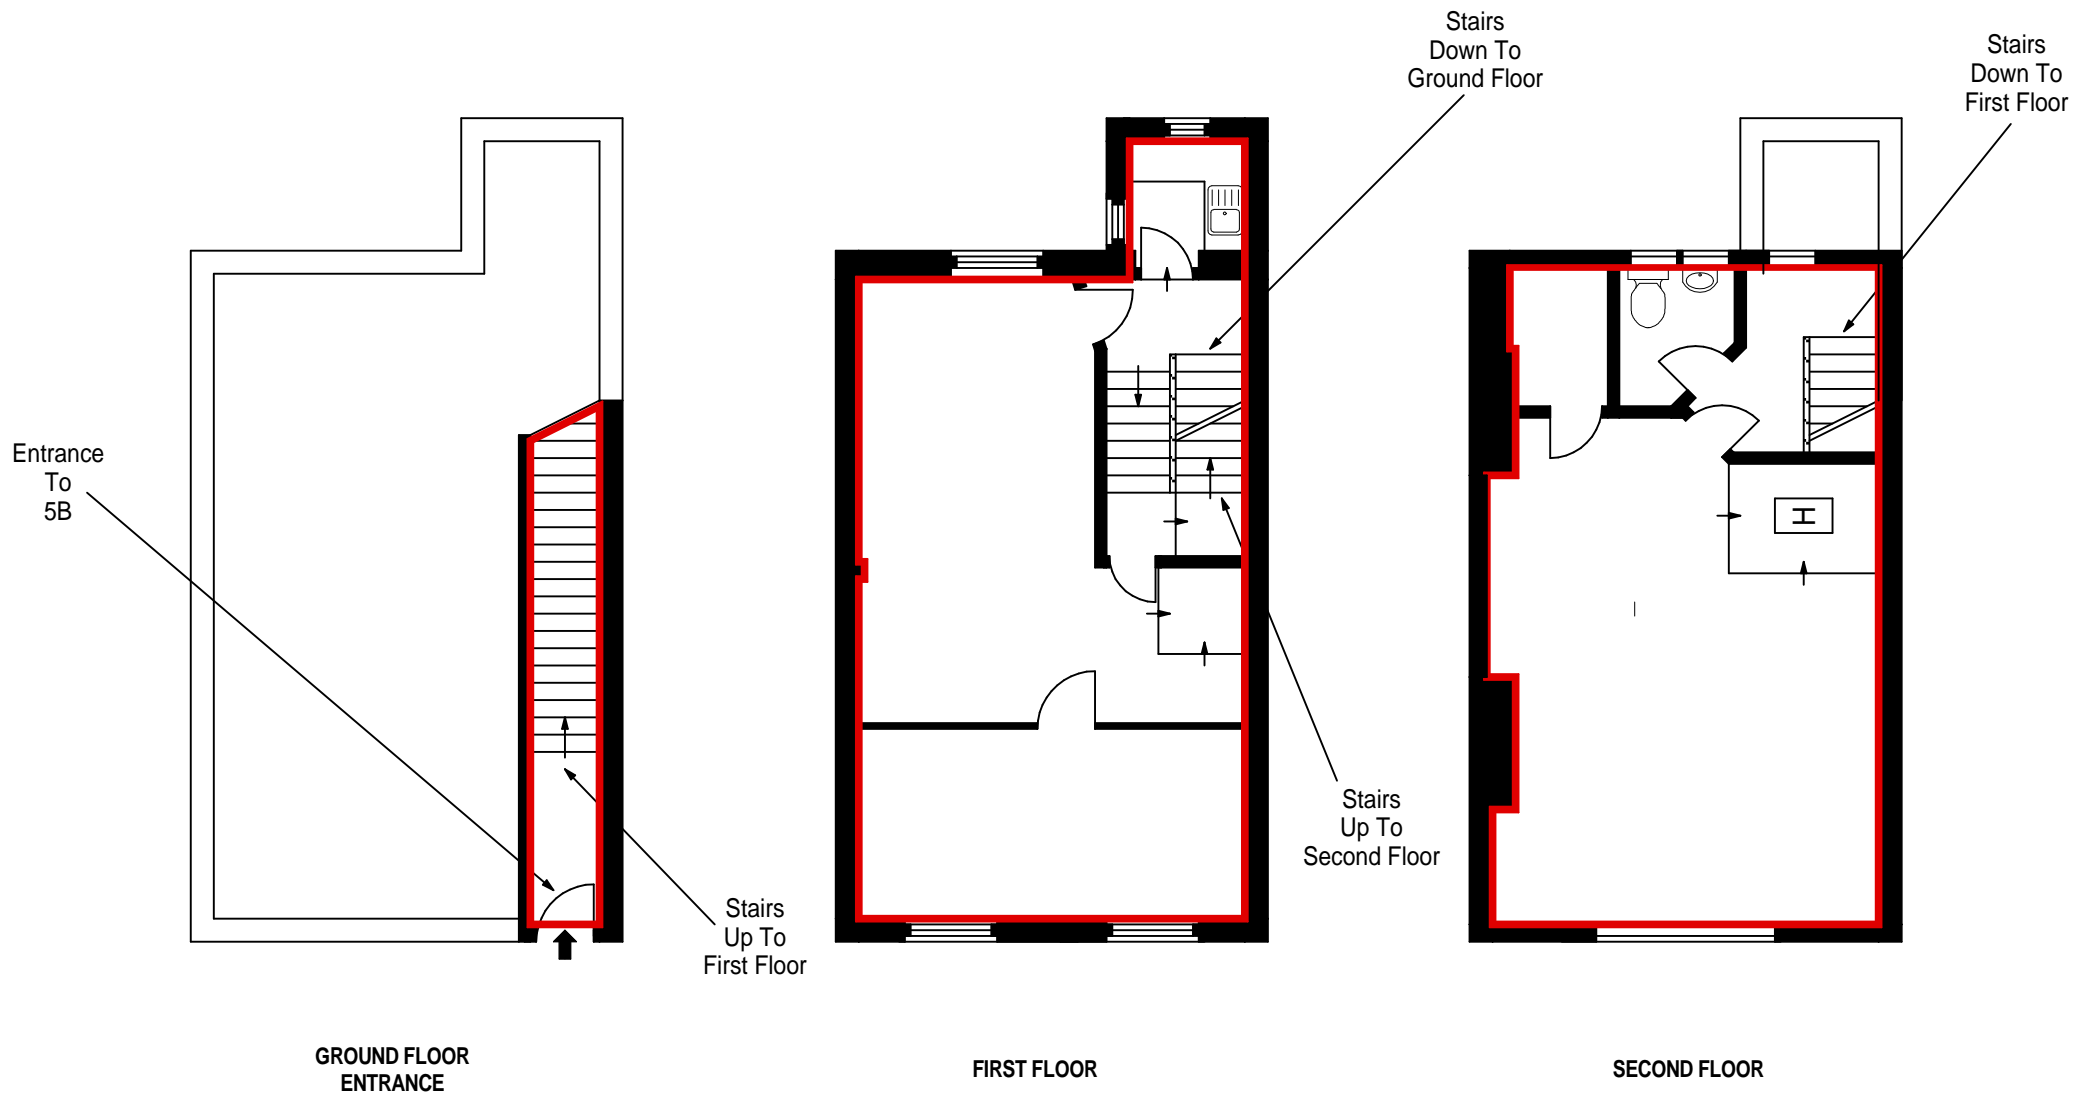 Stairs
Down To
Ground Floor
Stairs
Down To
First Floor
Entrance
To
5B
H
Stairs
Up To
Second Floor
Stairs
Up To
First Floor
GROUND FLOOR
ENTRANCE
FIRST FLOOR
SECOND FLOOR